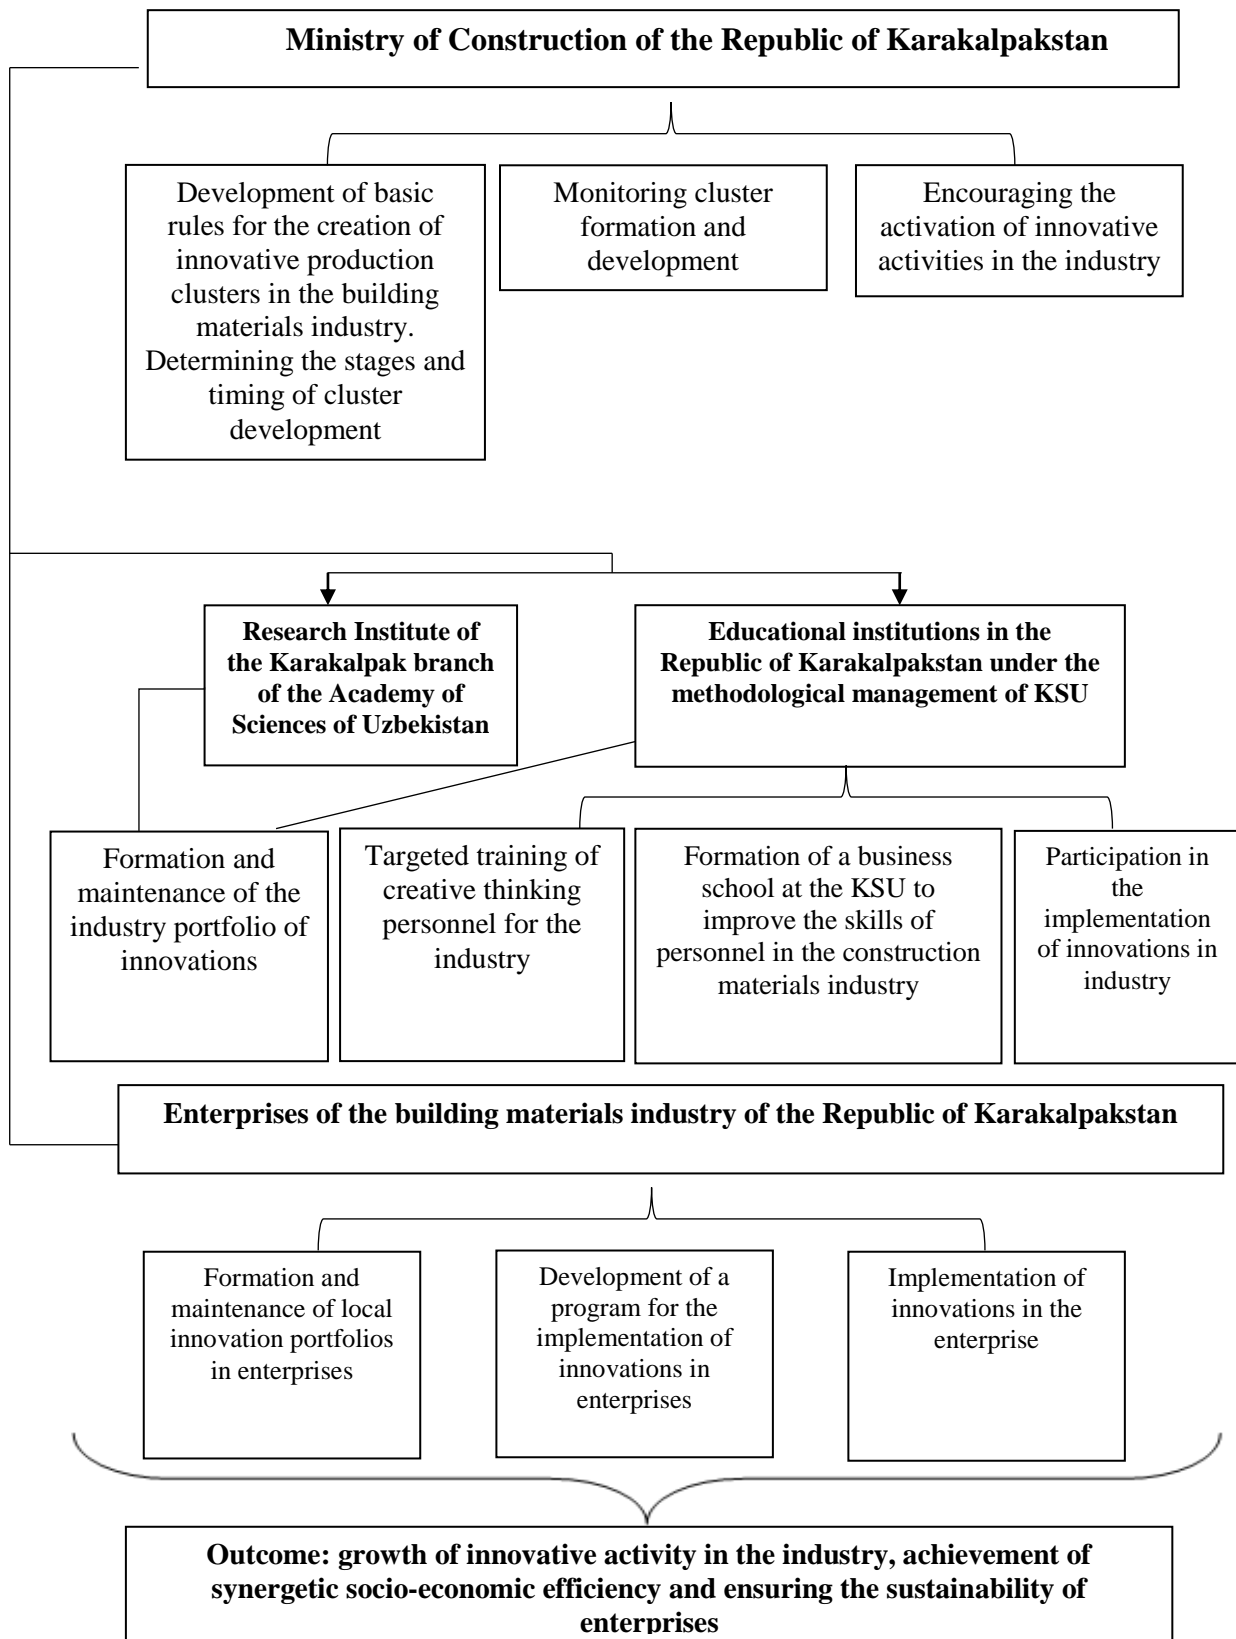 Ministry of Construction of the Republic of Karakalpakstan
Development of basic
rules for the creation of
innovative production
clusters in the building
materials industry.
Determining the stages and
timing of cluster
development
Monitoring cluster
formation and
development
Encouraging the
activation of innovative
activities in the industry
Research Institute of
the Karakalpak branch
of the Academy of
Sciences of Uzbekistan
Educational institutions in the
Republic of Karakalpakstan under the
methodological management of KSU
Formation and
maintenance of the
industry portfolio of
innovations
Targeted training of
creative thinking
personnel for the
industry
Formation of a business
school at the KSU to
improve the skills of
personnel in the construction
materials industry
Participation in
the
implementation
of innovations in
industry
Enterprises of the building materials industry of the Republic of Karakalpakstan
Formation and
maintenance of local
innovation portfolios
in enterprises
Development of a
program for the
implementation of
innovations in
enterprises
Implementation of
innovations in the
enterprise
Outcome: growth of innovative activity in the industry, achievement of
synergetic socio-economic efficiency and ensuring the sustainability of
enterprises